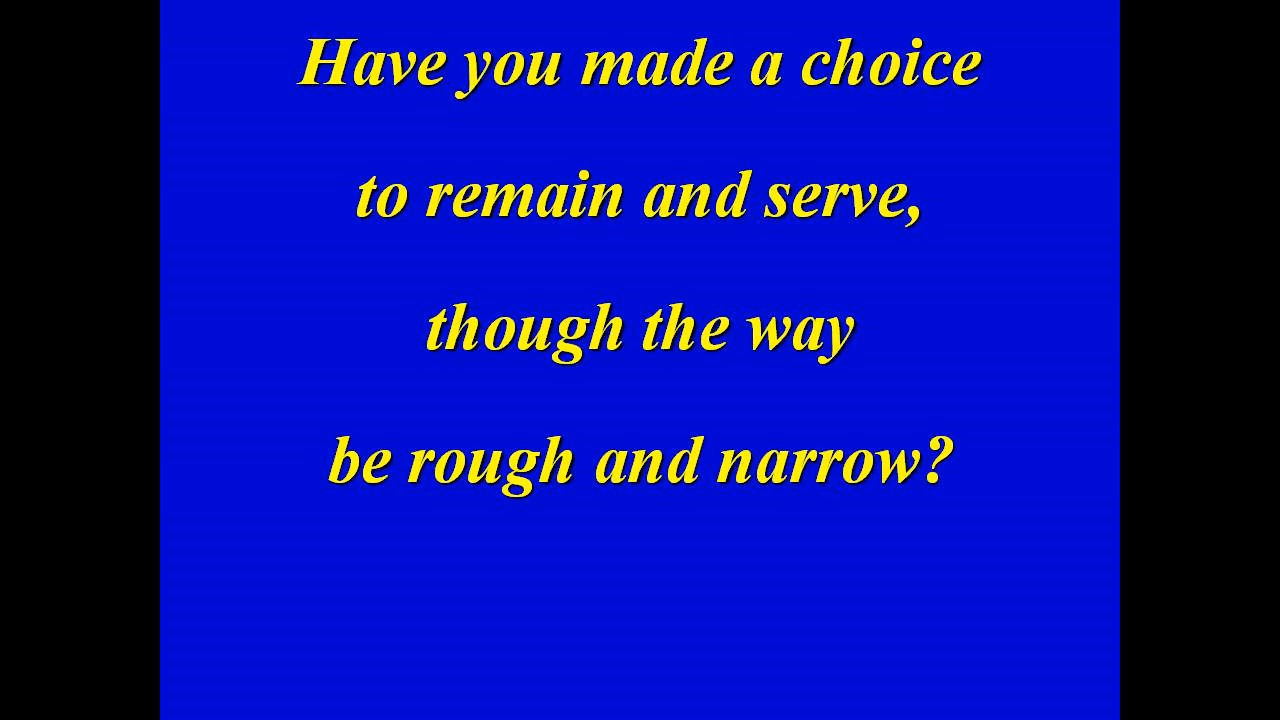 Have you made a choice
to remain and serve,
though the way
be rough and narrow?